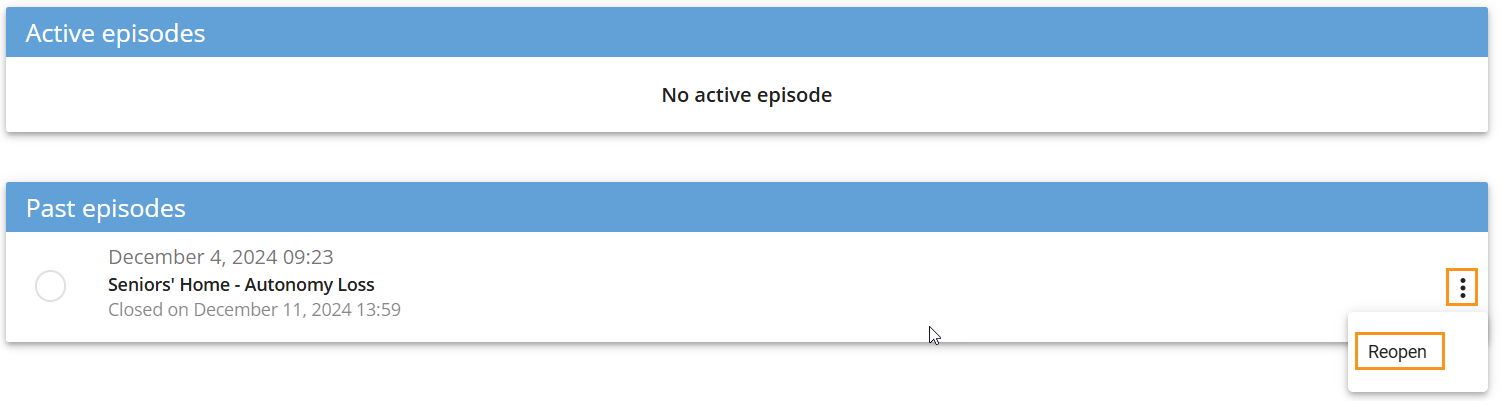 Active episodes
No active episode
Past episodes
December 4, 2024 09:23
Seniors' Home - Autonomy Loss
Closed on December 11, 2024 13:59
Reopen